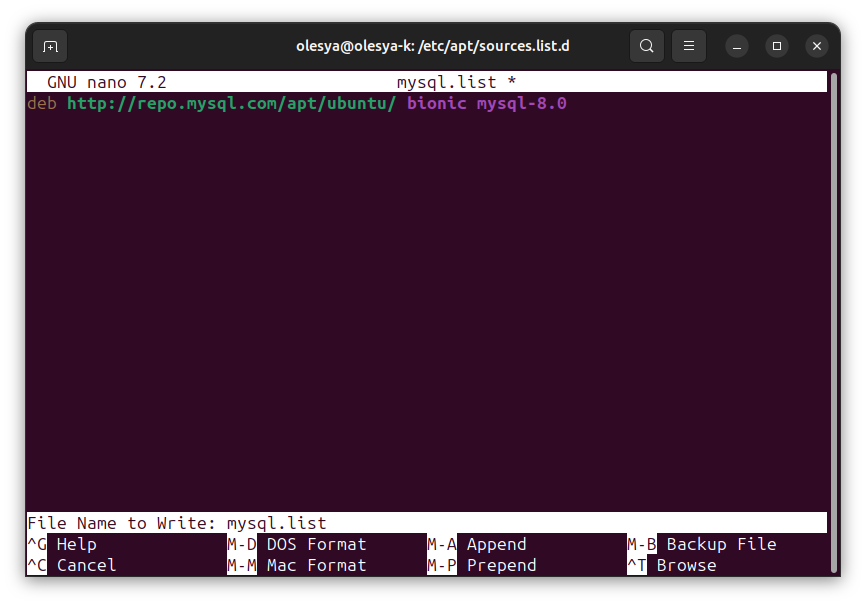 olesya@olesya-k: /etc/apt/sources.list.d
GNU nano 7.2 mysql.list *
deb http://repo.mysql.com/apt/ubuntu/ bionic mysql-8.0
File Name to Write: mysql.list
^G Help M-D DOS Format M-A Append M-B Backup File
^C Cancel M-M Mac Format M-P Prepend ^T Browse